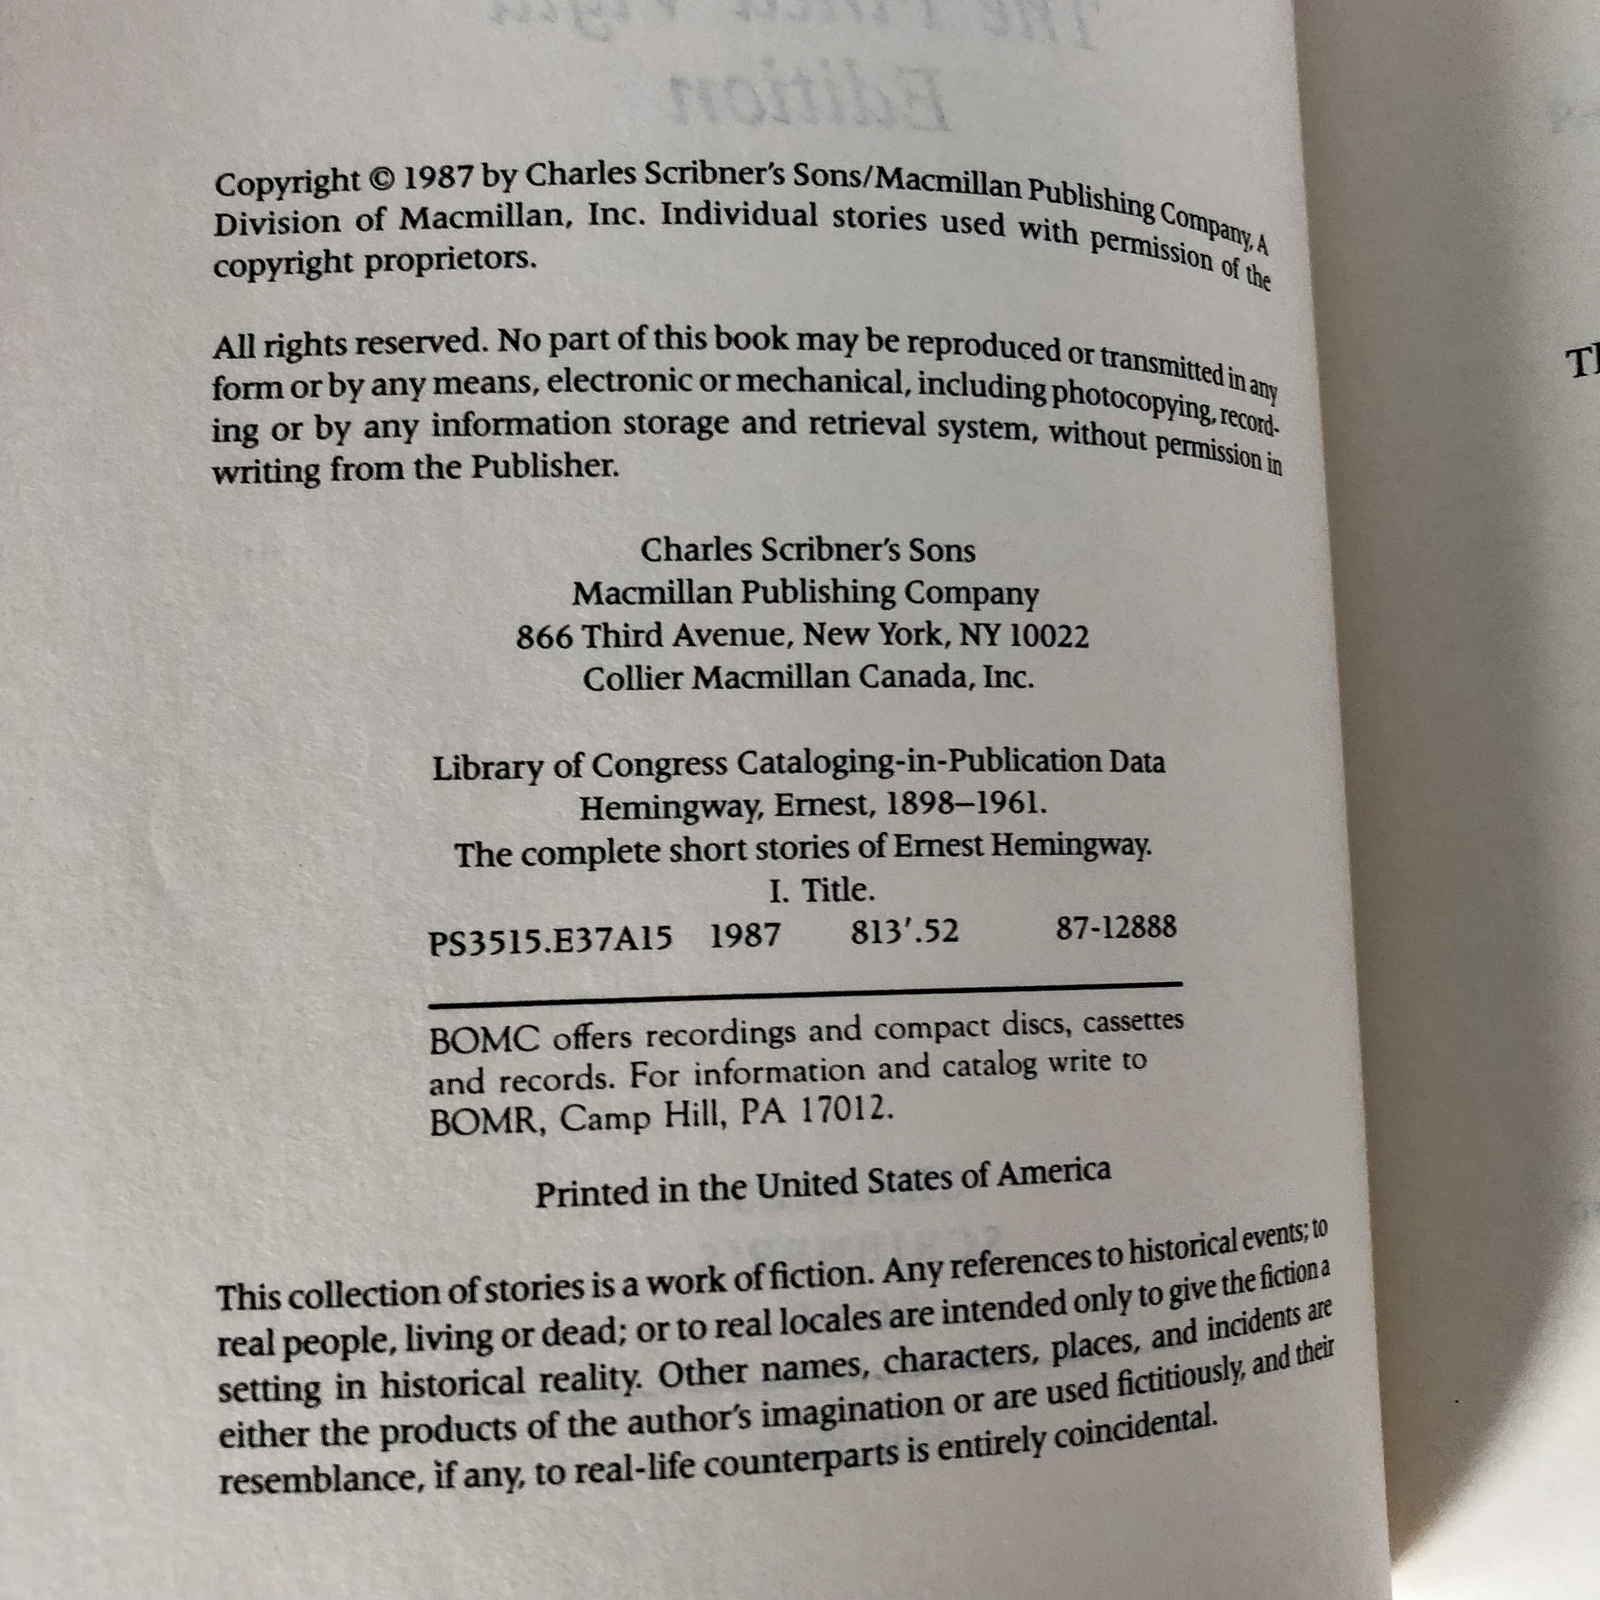 Edition
Copyright © 1987 by Charles Scribner's Sons/Macmillan Publishing Company, A
Division of Macmillan, Inc. Individual stories used with permission of the
copyright proprietors.
All rights reserved. No part of this book may be reproduced or transmitted in any
form or by any means, electronic or mechanical, including photocopying, record-
ing or by any information storage and retrieval system, without permission in
writing from the Publisher.
Charles Scribner's Sons
Macmillan Publishing Company
866 Third Avenue, New York, NY 10022
Collier Macmillan Canada, Inc.
Library of Congress Cataloging-in-Publication Data
Hemingway, Ernest, 1898–1961.
The complete short stories of Ernest Hemingway.
I. Title.
PS3515.E37A15 1987 813′.52 87-12888
BOMC offers recordings and compact discs, cassettes
and records. For information and catalog write to
BOMR, Camp Hill, PA 17012.
Printed in the United States of America
This collection of stories is a work of fiction. Any references to historical events; to
real people, living or dead; or to real locales are intended only to give the fiction a
setting in historical reality. Other names, characters, places, and incidents are
either the products of the author's imagination or are used fictitiously, and their
resemblance, if any, to real-life counterparts is entirely coincidental.